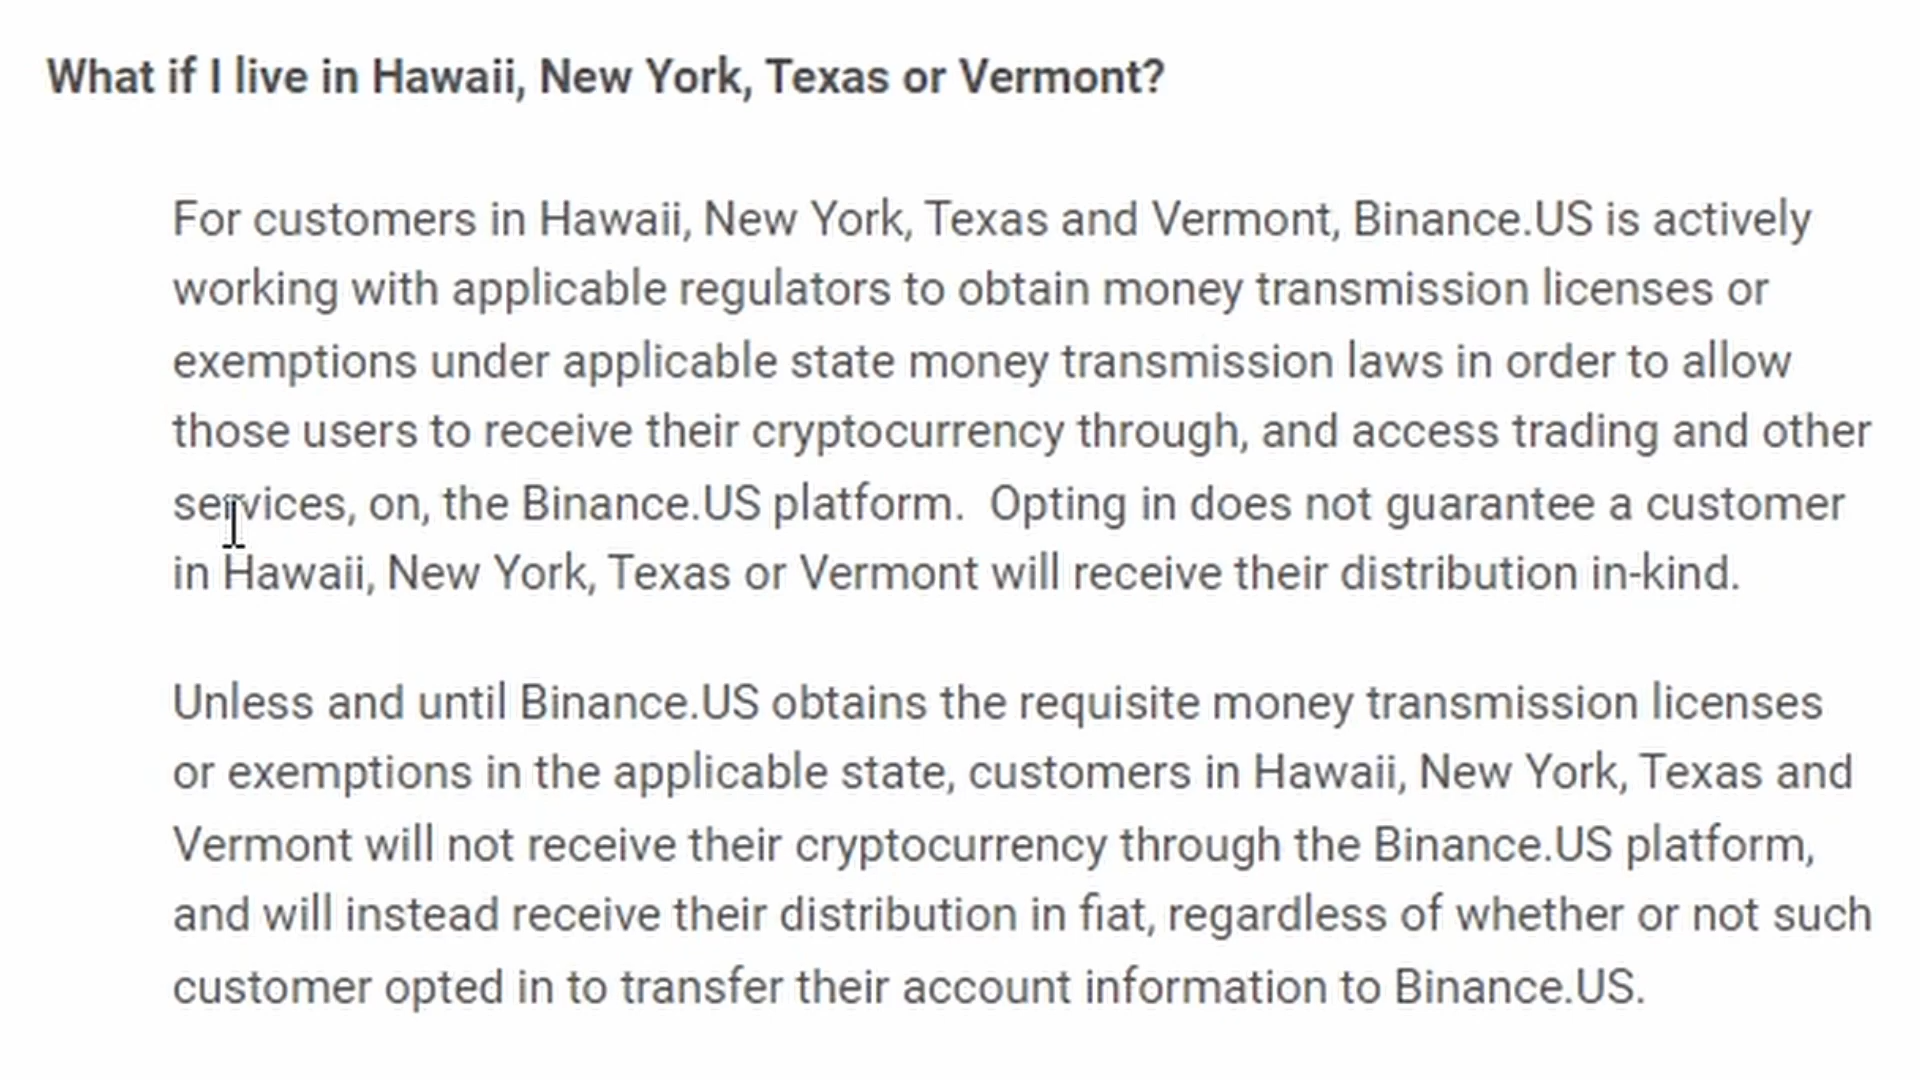 What if I live in Hawaii, New York, Texas or Vermont?
For customers in Hawaii, New York, Texas and Vermont, Binance.US is actively
working with applicable regulators to obtain money transmission licenses or
exemptions under applicable state money transmission laws in order to allow
those users to receive their cryptocurrency through, and access trading and other
services, on, the Binance.US platform.  Opting in does not guarantee a customer
in Hawaii, New York, Texas or Vermont will receive their distribution in-kind.
Unless and until Binance.US obtains the requisite money transmission licenses
or exemptions in the applicable state, customers in Hawaii, New York, Texas and
Vermont will not receive their cryptocurrency through the Binance.US platform,
and will instead receive their distribution in fiat, regardless of whether or not such
customer opted in to transfer their account information to Binance.US.